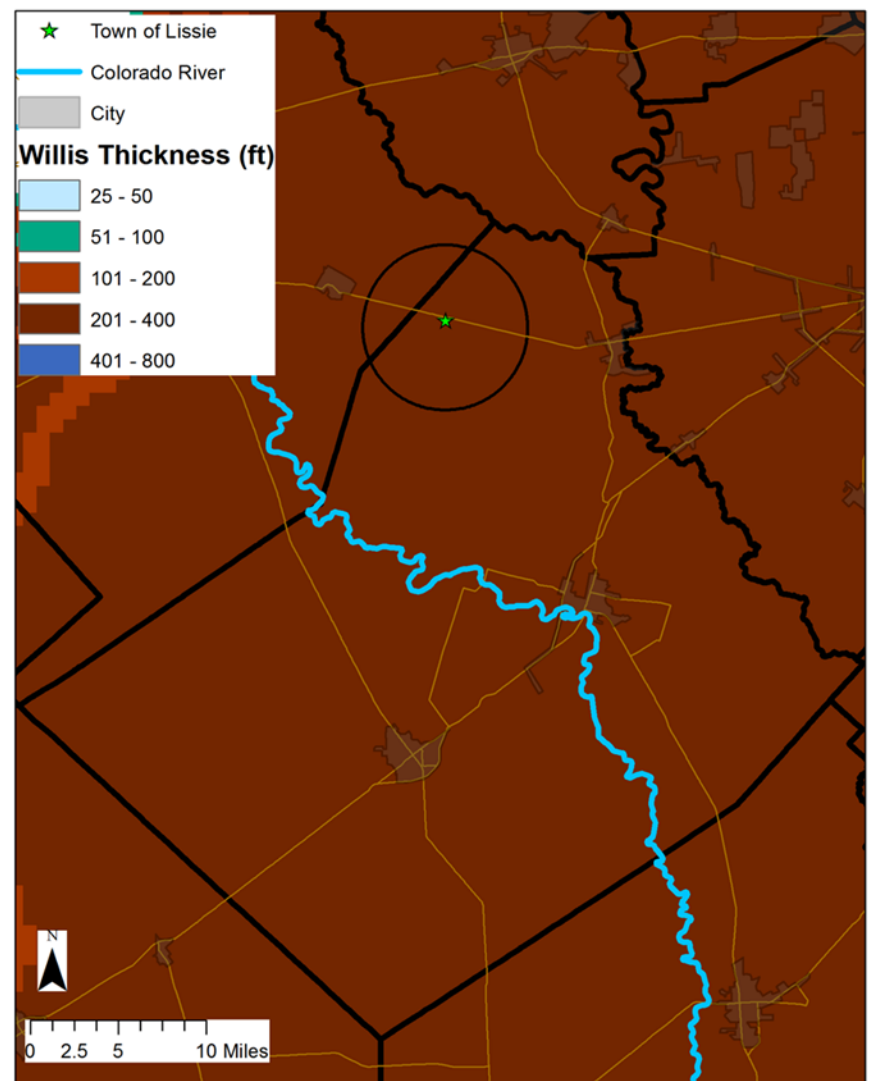 Town of Lissie
Colorado River
City
Willis Thickness (ft)
25 - 50
51 - 100
101 - 200
201 - 400
401 - 800
N
0 2.5 5 10 Miles